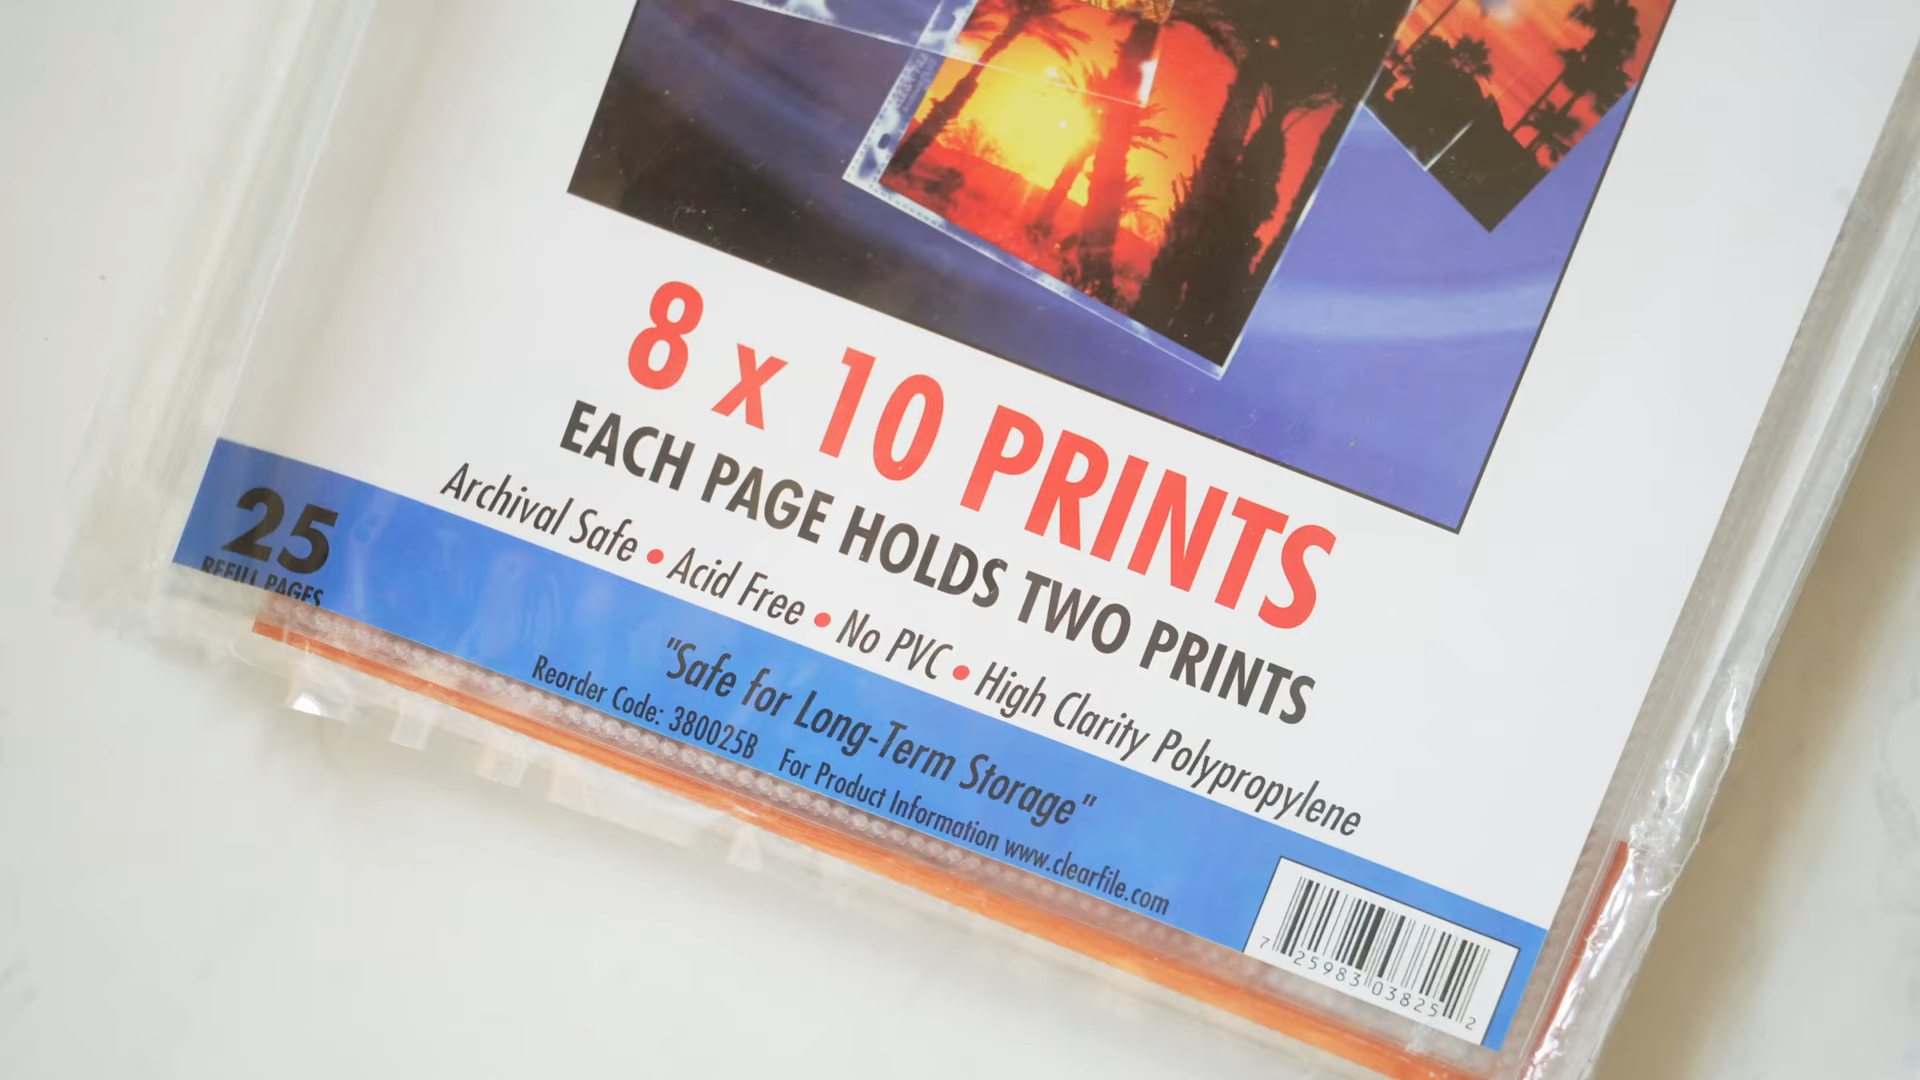 8 x 10 PRINTS
EACH PAGE HOLDS TWO PRINTS
Archival Safe • Acid Free • No PVC • High Clarity Polypropylene
25
REFILL PAGES
"Safe for Long-Term Storage"
Reorder Code: 380025B For Product Information www.clearfile.com
7 25983 03825 2